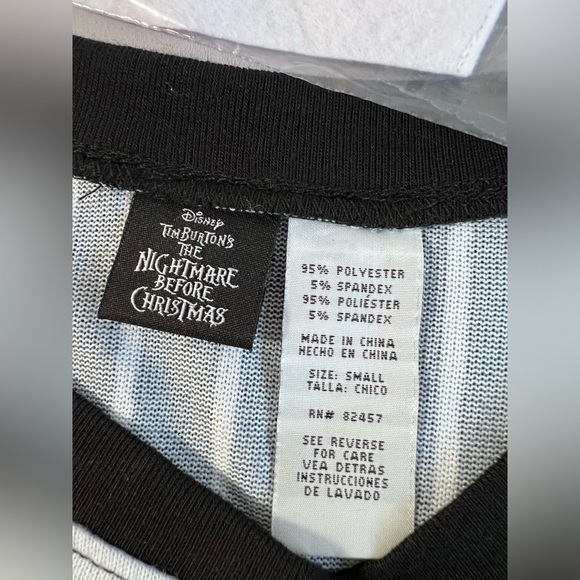 Disney
TIM BURTON'S
THE
NIGHTMARE
BEFORE
CHRISTMAS
95% POLYESTER
5% SPANDEX
95% POLIÉSTER
5% SPANDEX
MADE IN CHINA
HECHO EN CHINA
SIZE: SMALL
TALLA: CHICO
RN# 82457
SEE REVERSE
FOR CARE
VEA DETRAS
INSTRUCCIONES
DE LAVADO